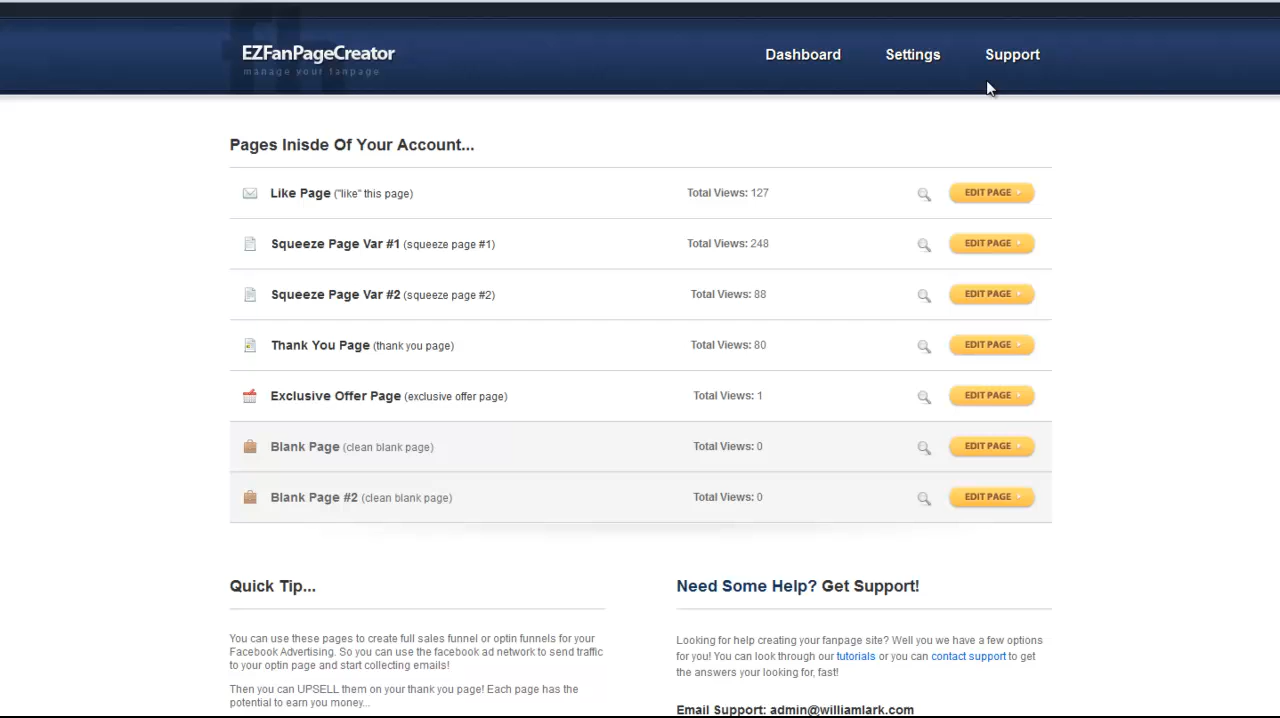 EZFanPageCreator
manage your fanpage
Dashboard Settings Support
Pages Inisde Of Your Account...
Like Page ("like" this page) Total Views: 127 EDIT PAGE
Squeeze Page Var #1 (squeeze page #1) Total Views: 248 EDIT PAGE
Squeeze Page Var #2 (squeeze page #2) Total Views: 88 EDIT PAGE
Thank You Page (thank you page) Total Views: 80 EDIT PAGE
Exclusive Offer Page (exclusive offer page) Total Views: 1 EDIT PAGE
Blank Page (clean blank page) Total Views: 0 EDIT PAGE
Blank Page #2 (clean blank page) Total Views: 0 EDIT PAGE
Quick Tip...
You can use these pages to create full sales funnel or optin funnels for your
Facebook Advertising. So you can use the facebook ad network to send traffic
to your optin page and start collecting emails!
Then you can UPSELL them on your thank you page! Each page has the
potential to earn you money...
Need Some Help? Get Support!
Looking for help creating your fanpage site? Well you we have a few options
for you! You can look through our tutorials or you can contact support to get
the answers your looking for, fast!
Email Support: admin@williamlark.com